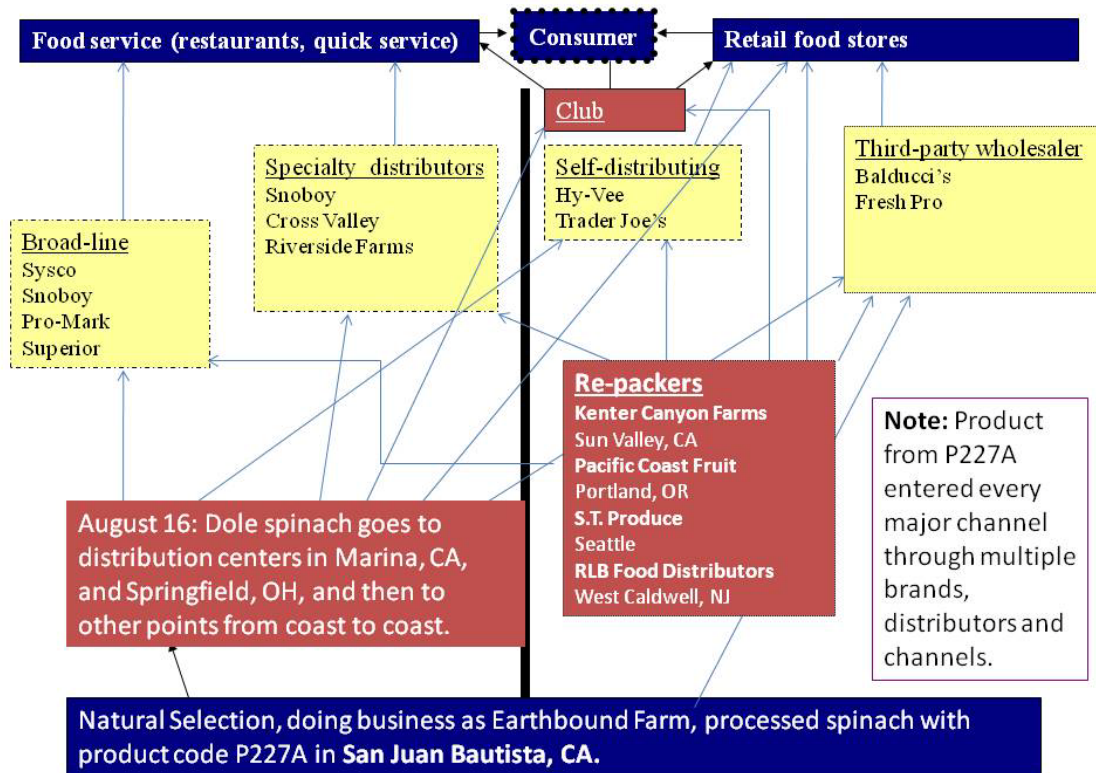 Food service (restaurants, quick service)
Consumer
Retail food stores
Club
Specialty distributors
Snoboy
Cross Valley
Riverside Farms
Self-distributing
Hy-Vee
Trader Joe's
Third-party wholesaler
Balducci's
Fresh Pro
Broad-line
Sysco
Snoboy
Pro-Mark
Superior
Re-packers
Kenter Canyon Farms
Sun Valley, CA
Pacific Coast Fruit
Portland, OR
S.T. Produce
Seattle
RLB Food Distributors
West Caldwell, NJ
Note: Product
from P227A
entered every
major channel
through multiple
brands,
distributors and
channels.
August 16: Dole spinach goes to
distribution centers in Marina, CA,
and Springfield, OH, and then to
other points from coast to coast.
Natural Selection, doing business as Earthbound Farm, processed spinach with
product code P227A in San Juan Bautista, CA.